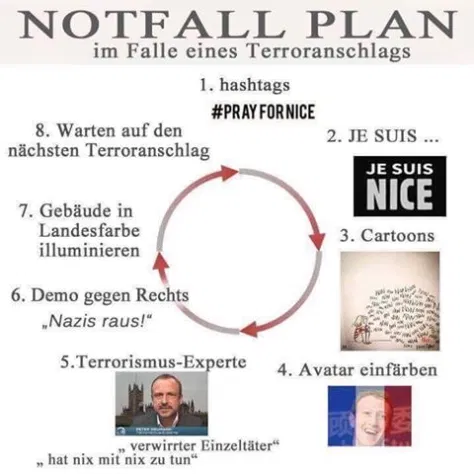 NOTFALL PLAN
im Falle eines Terroranschlags
1. hashtags
#PRAYFORNICE
2. JE SUIS ...
JE SUIS
NICE
3. Cartoons
4. Avatar einfärben
5.Terrorismus-Experte
„ verwirrter Einzeltäter“
„ hat nix mit nix zu tun“
6. Demo gegen Rechts
„Nazis raus!“
7. Gebäude in
Landesfarbe
illuminieren
8. Warten auf den
nächsten Terroranschlag